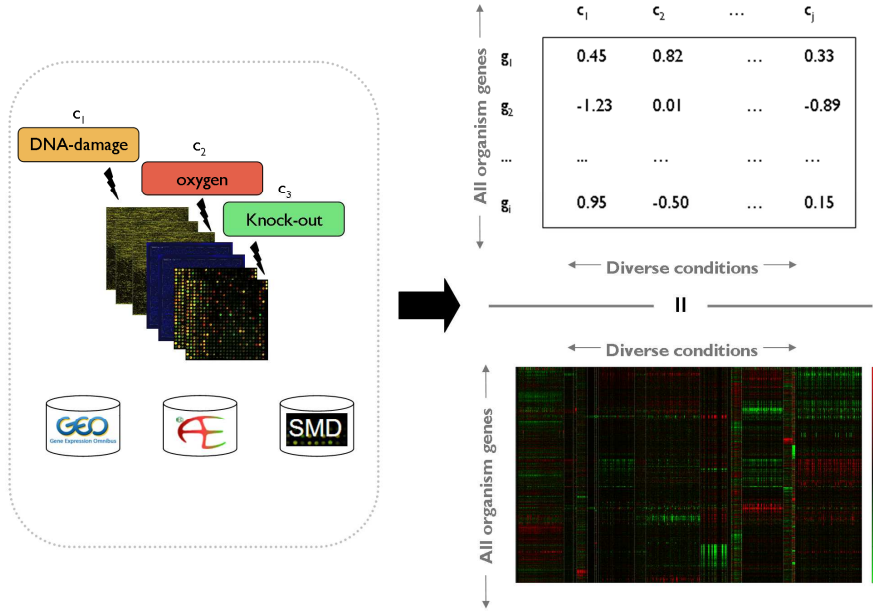 c1
DNA-damage
c2
oxygen
c3
Knock-out
GEO
Gene Expression Omnibus
AE
SMD
c1 c2 ... cj
g1 0.45 0.82 ... 0.33
g2 -1.23 0.01 ... -0.89
... ... ... ... ...
gi 0.95 -0.50 ... 0.15
All organism genes
Diverse conditions
=
Diverse conditions
All organism genes